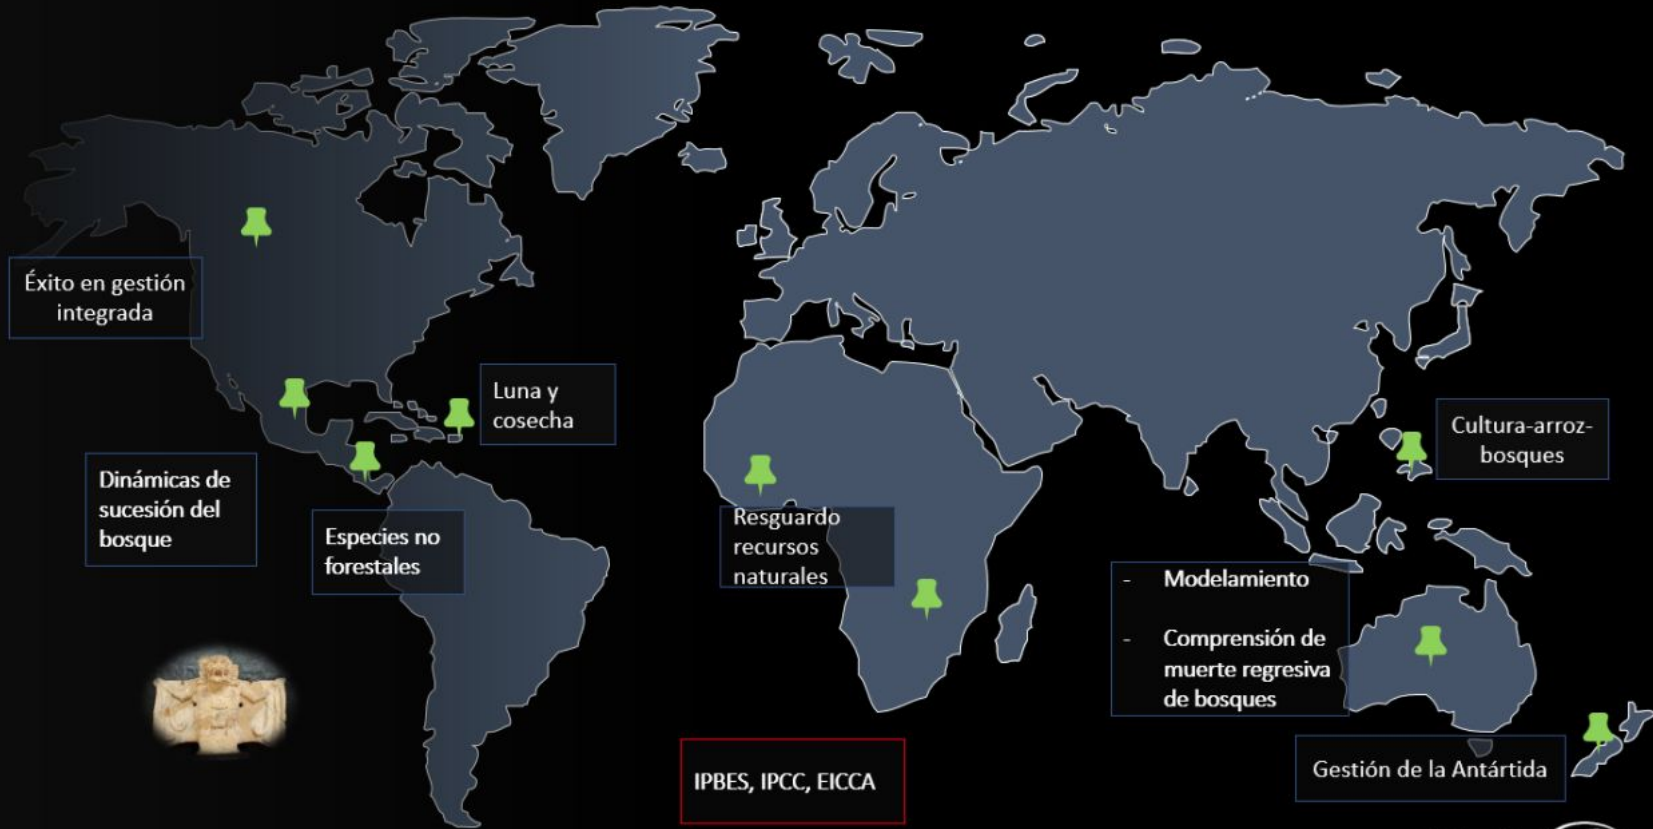 Éxito en gestión
integrada
Luna y
cosecha
Dinámicas de
sucesión del
bosque
Especies no
forestales
Resguardo
recursos
naturales
Cultura-arroz-
bosques
- Modelamiento
- Comprensión de
muerte regresiva
de bosques
Gestión de la Antártida
IPBES, IPCC, EICCA